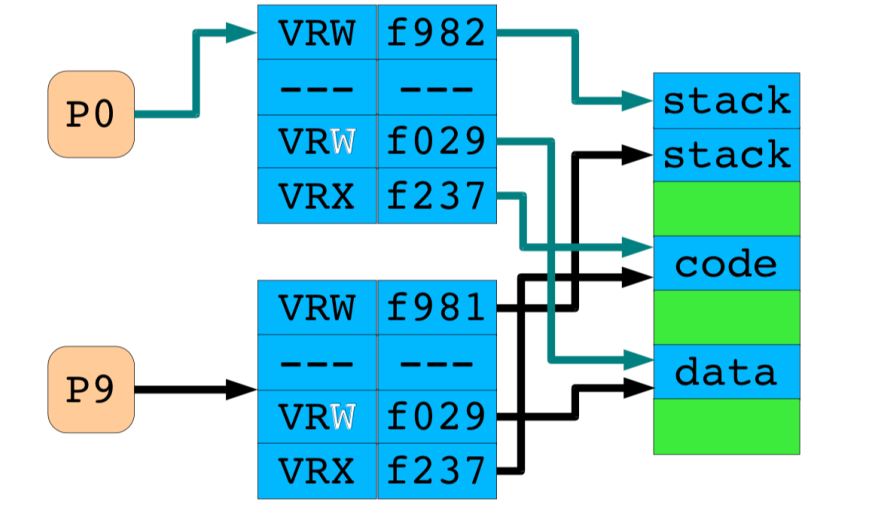 P0
VRW f982
--- ---
VRW f029
VRX f237
stack
stack
code
data
P9
VRW f981
--- ---
VRW f029
VRX f237